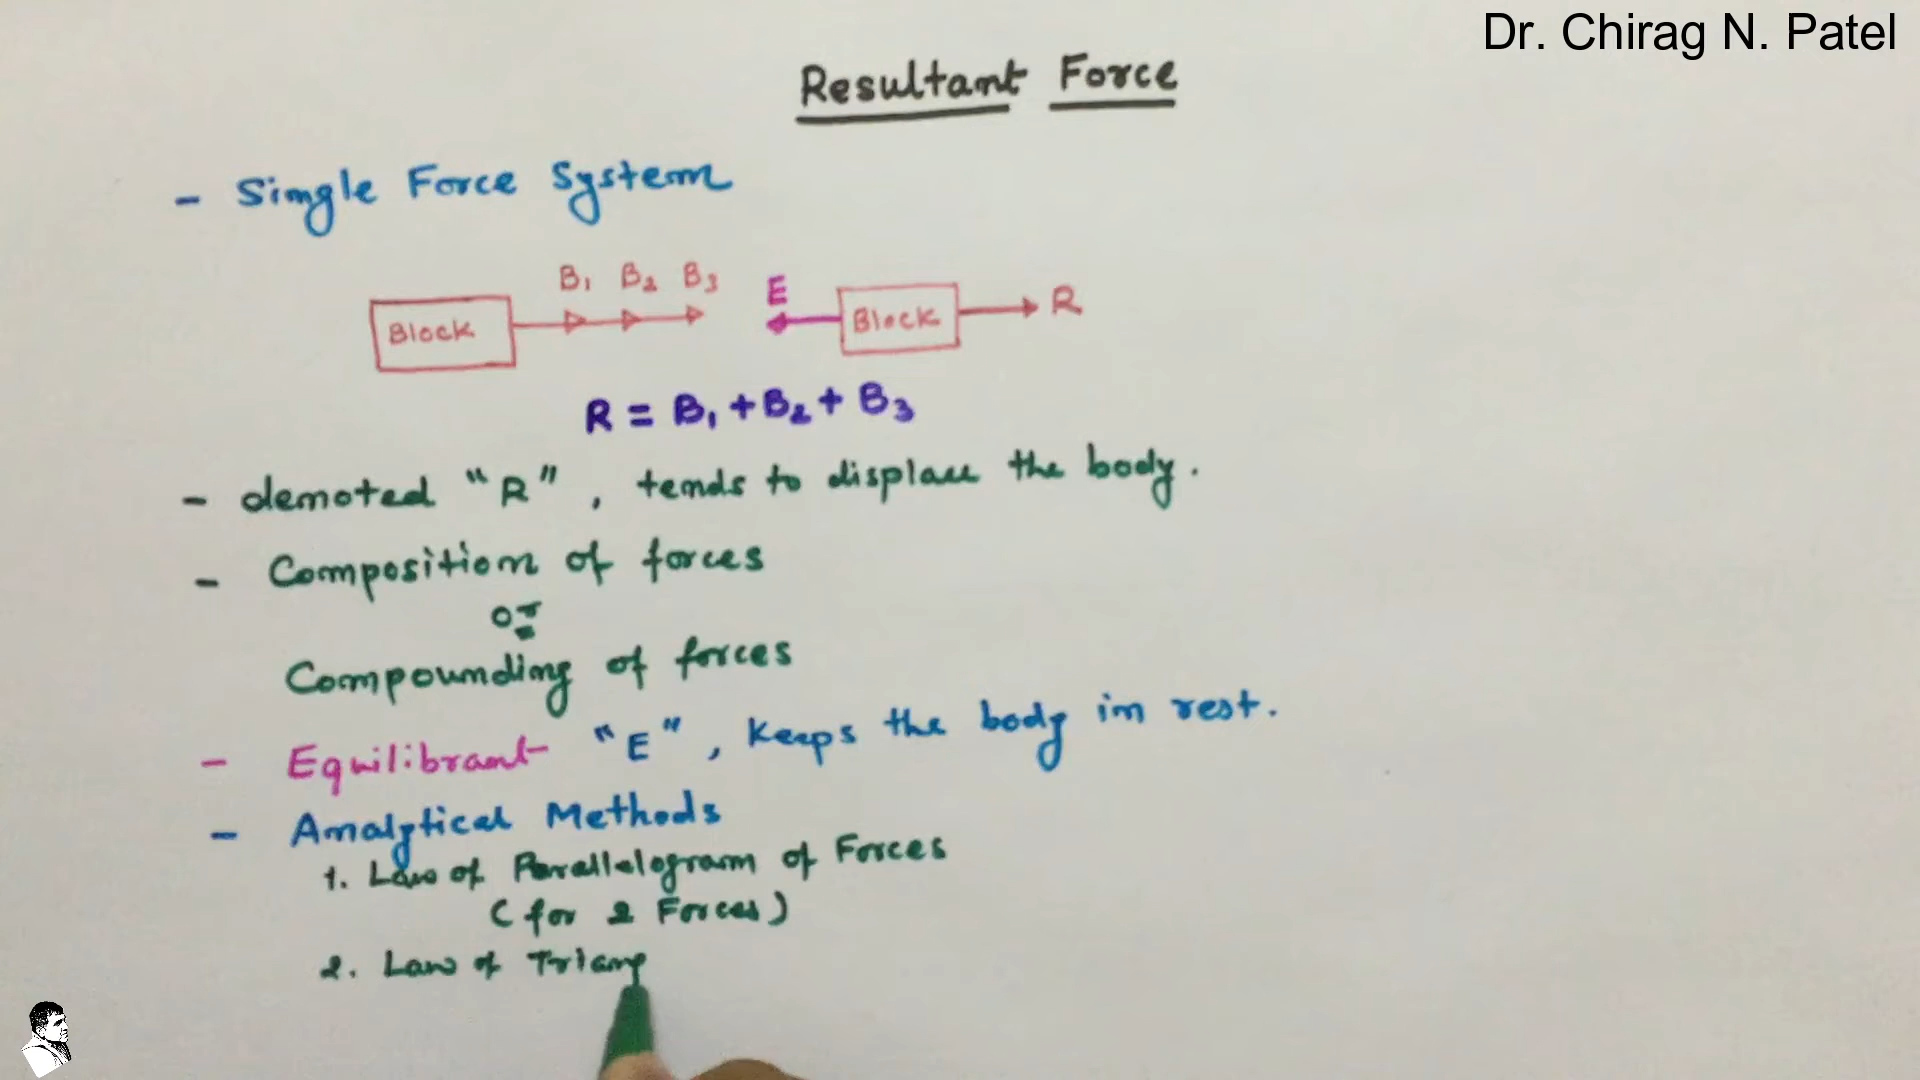 Dr. Chirag N. Patel
Resultant Force
- Single Force System
B₁ B₂ B₃
Block
E
Block
R
R = B₁ + B₂ + B₃
- denoted "R", tends to displace the body.
- Composition of forces
or
Compounding of forces
- Equilibrant "E", keeps the body in rest.
- Analytical Methods
1. Law of Parallelogram of Forces
(for 2 Forces)
2. Law of Triang